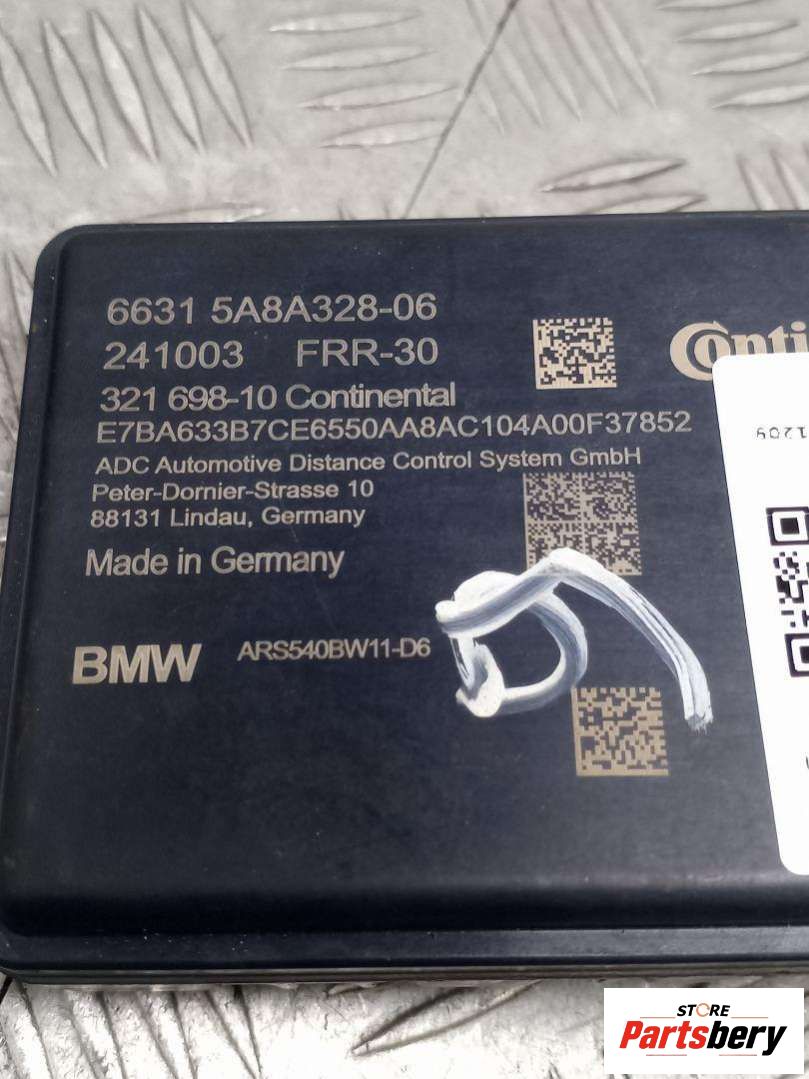 6631 5A8A328-06
241003 FRR-30
321 698-10 Continental
E7BA633B7CE6550AA8AC104A00F37852
ADC Automotive Distance Control System GmbH
Peter-Dornier-Strasse 10
88131 Lindau, Germany
Made in Germany
BMW ARS540BW11-D6
STORE
Partsbery